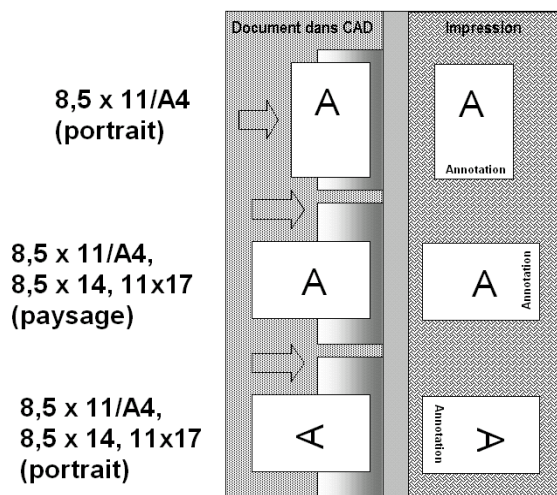 Document dans CAD
Impression
8,5 x 11/A4
(portrait)
A
A
Annotation
8,5 x 11/A4,
8,5 x 14, 11x17
(paysage)
A
A
Annotation
8,5 x 11/A4,
8,5 x 14, 11x17
(portrait)
A
Annotation
A